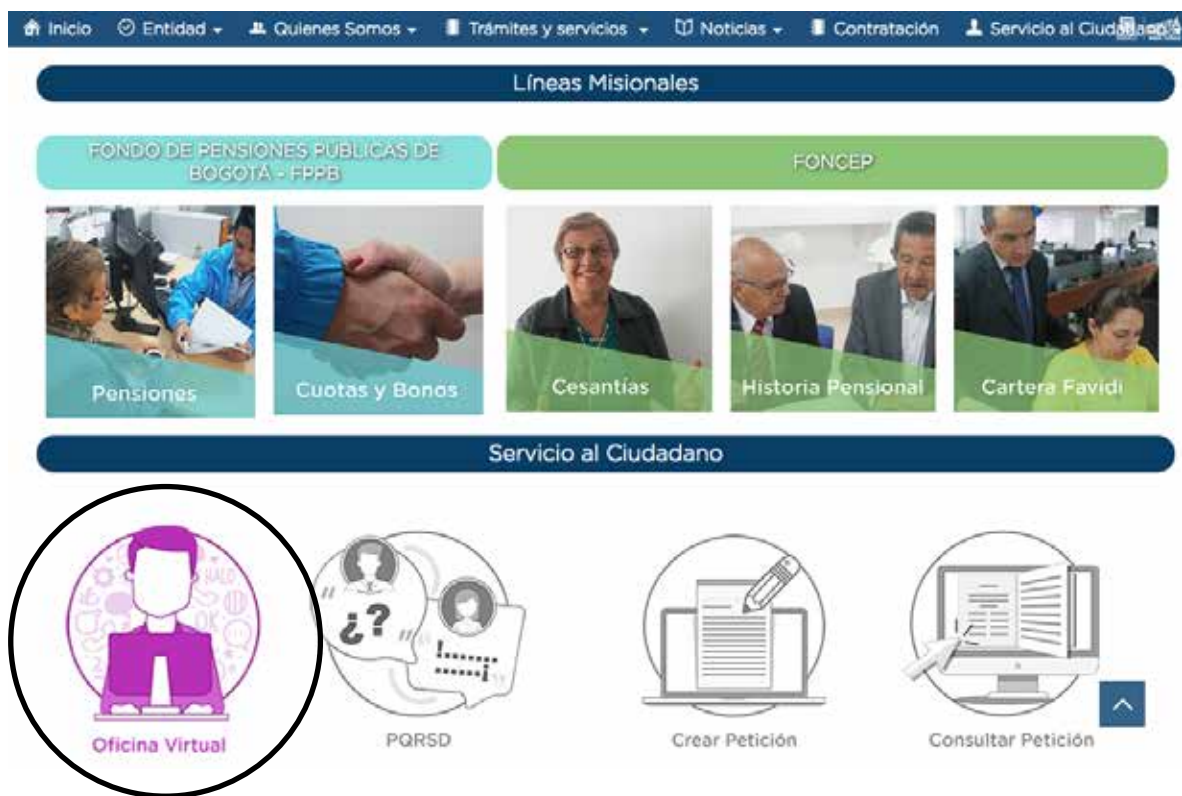 Inicio Entidad Quienes Somos Trámites y servicios Noticias Contratación Servicio al
Líneas Misionales
FONDO DE PENSIONES PÚBLICAS DE
BOGOTÁ - FPPB
FONCEP
Pensiones Cuotas y Bonos Cesantías Historia Pensional Cartera Favidi
Servicio al Ciudadano
HALO
OK
¿?
Oficina Virtual PQRSD Crear Petición Consultar Petición